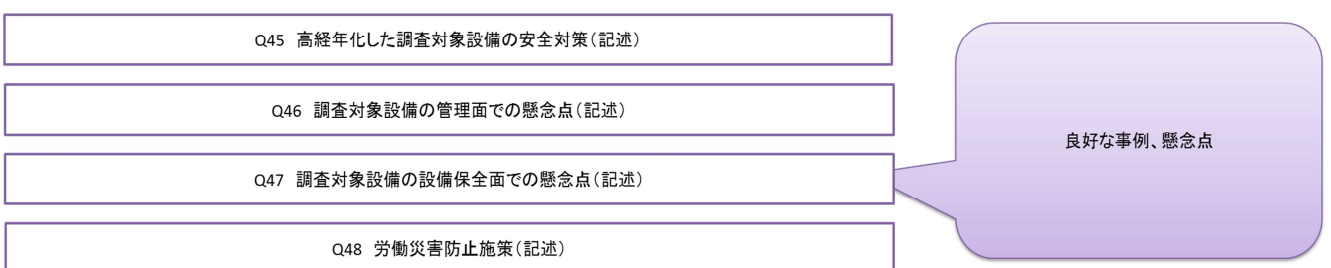 Q45 高経年化した調査対象設備の安全対策(記述)
Q46 調査対象設備の管理面での懸念点(記述)
Q47 調査対象設備の設備保全面での懸念点(記述)
Q48 労働災害防止施策(記述)
良好な事例、懸念点